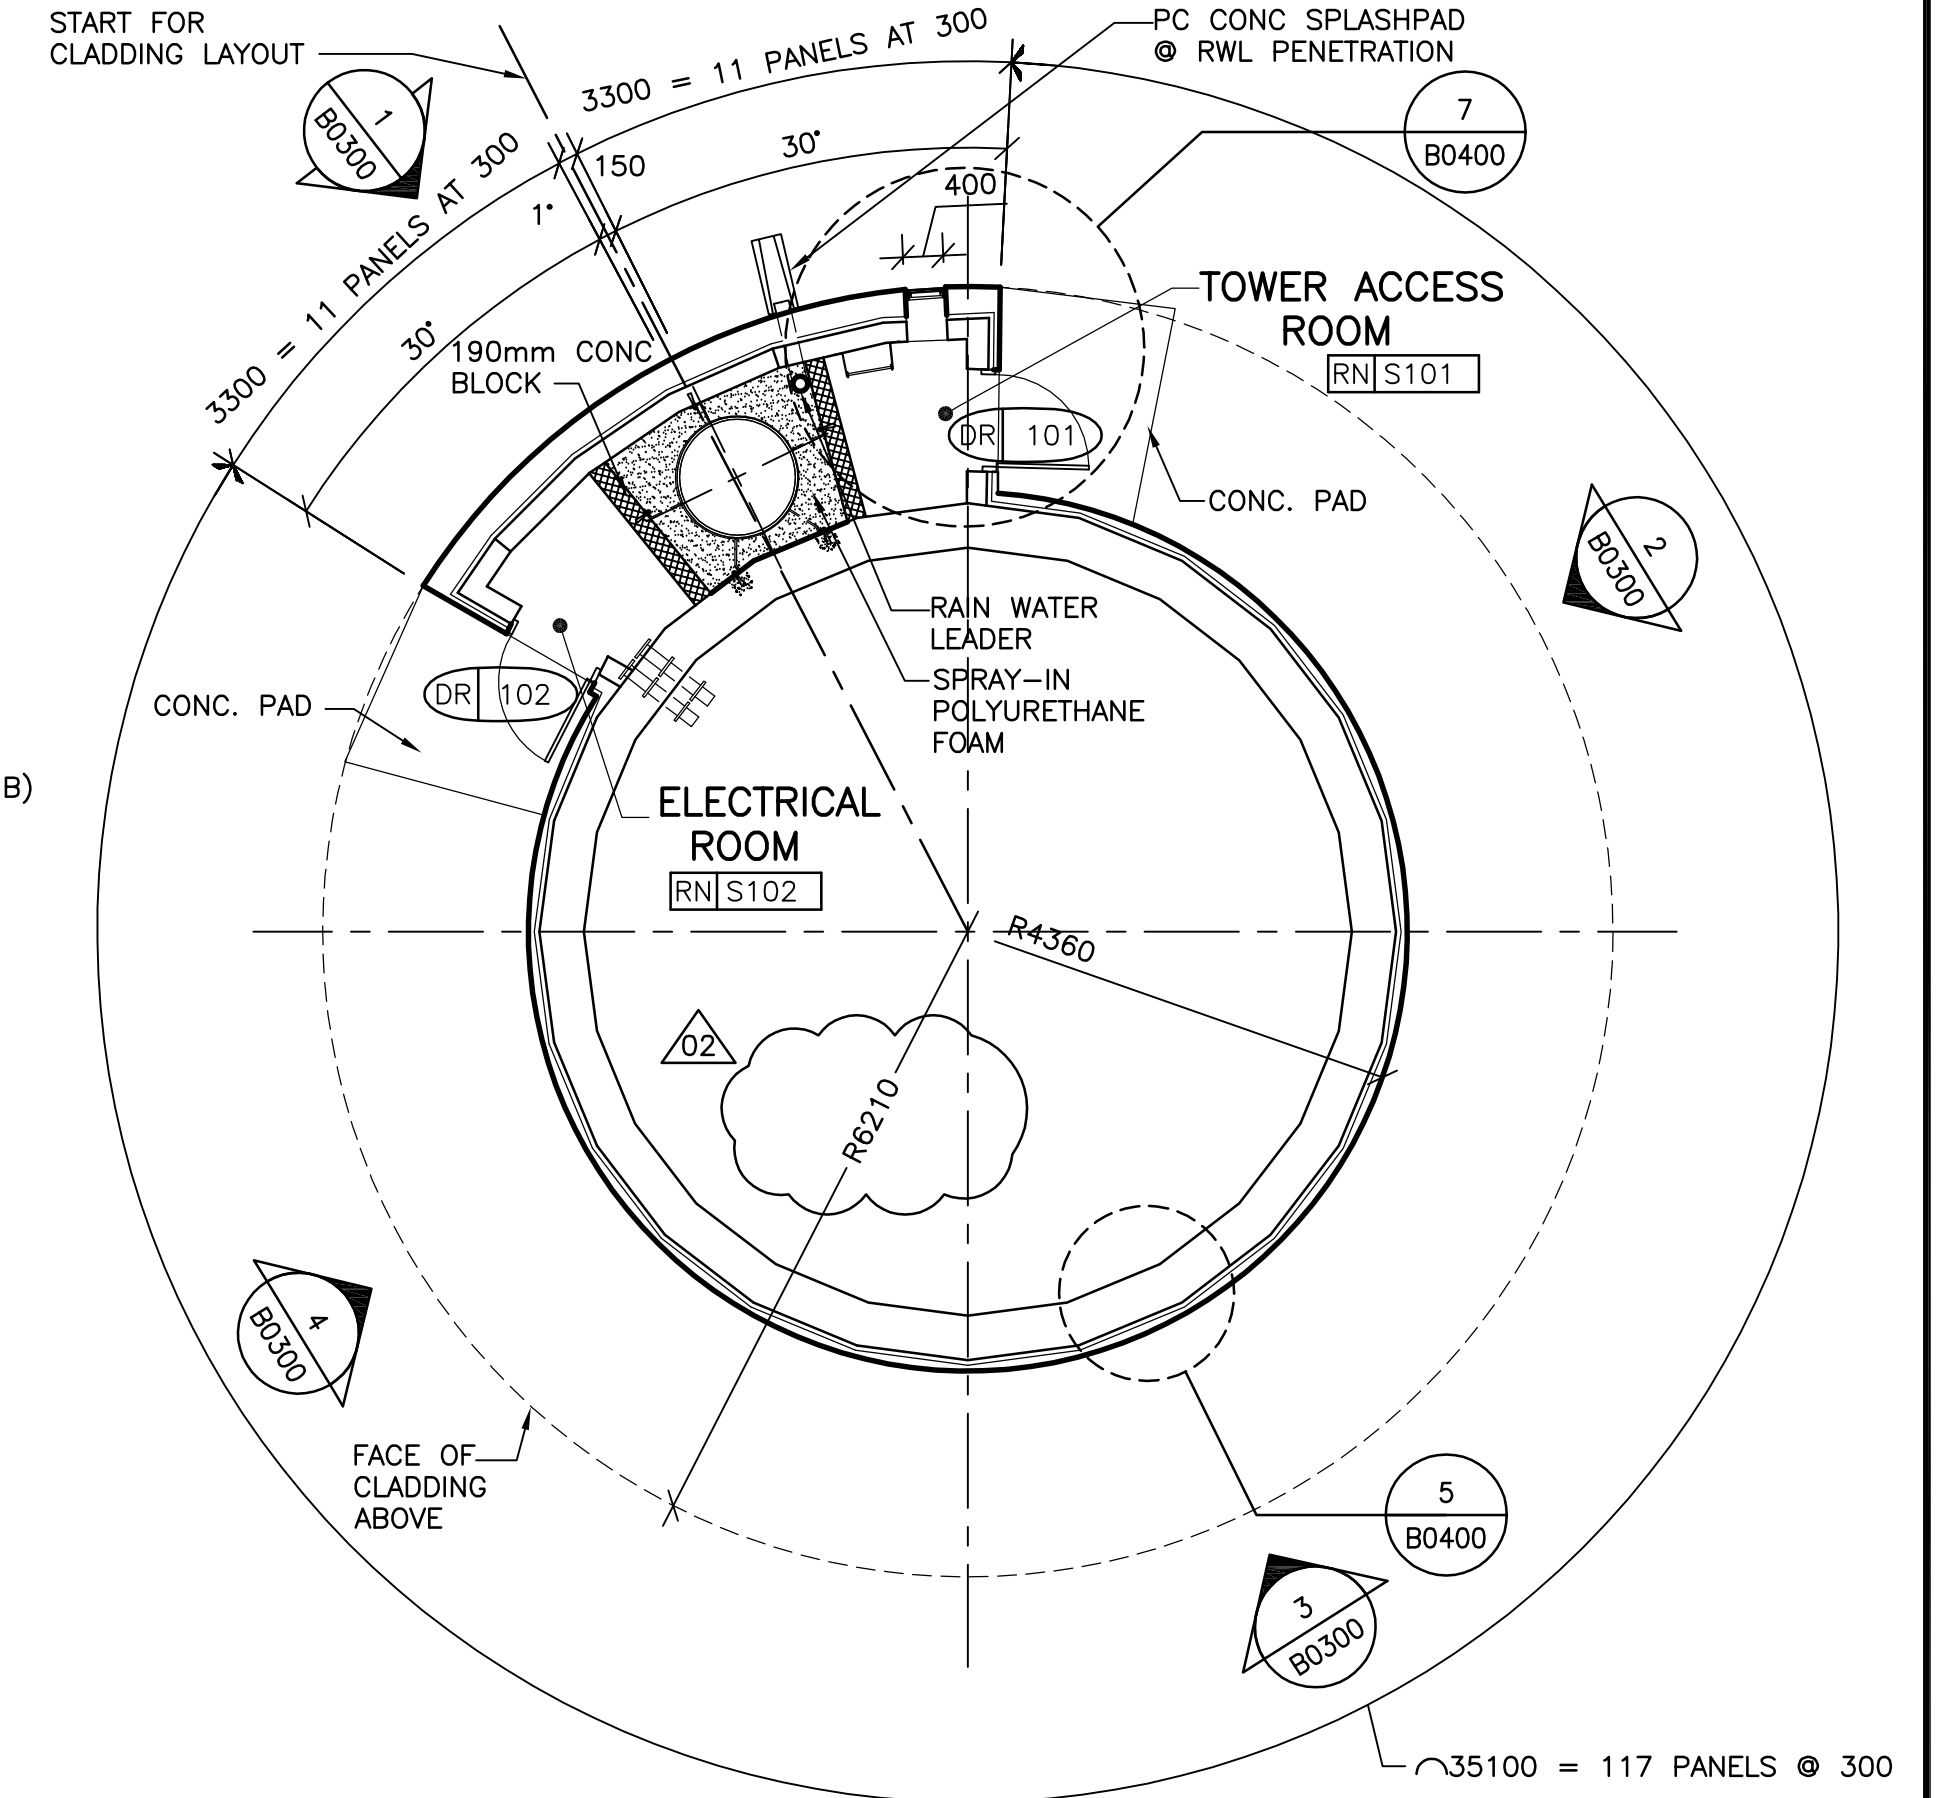 START FOR
CLADDING LAYOUT
3300 = 11 PANELS AT 300
PC CONC SPLASHPAD
@ RWL PENETRATION
1
B0300
7
B0400
3300 = 11 PANELS AT 300
150
30°
400
1°
30°
190mm CONC
BLOCK
TOWER ACCESS
ROOM
RN S101
DR 101
CONC. PAD
2
B0300
RAIN WATER
LEADER
SPRAY-IN
POLYURETHANE
FOAM
DR 102
CONC. PAD
B)
ELECTRICAL
ROOM
RN S102
R4360
02
R6210
4
B0300
FACE OF
CLADDING
ABOVE
5
B0400
3
B0300
⌒35100 = 117 PANELS @ 300